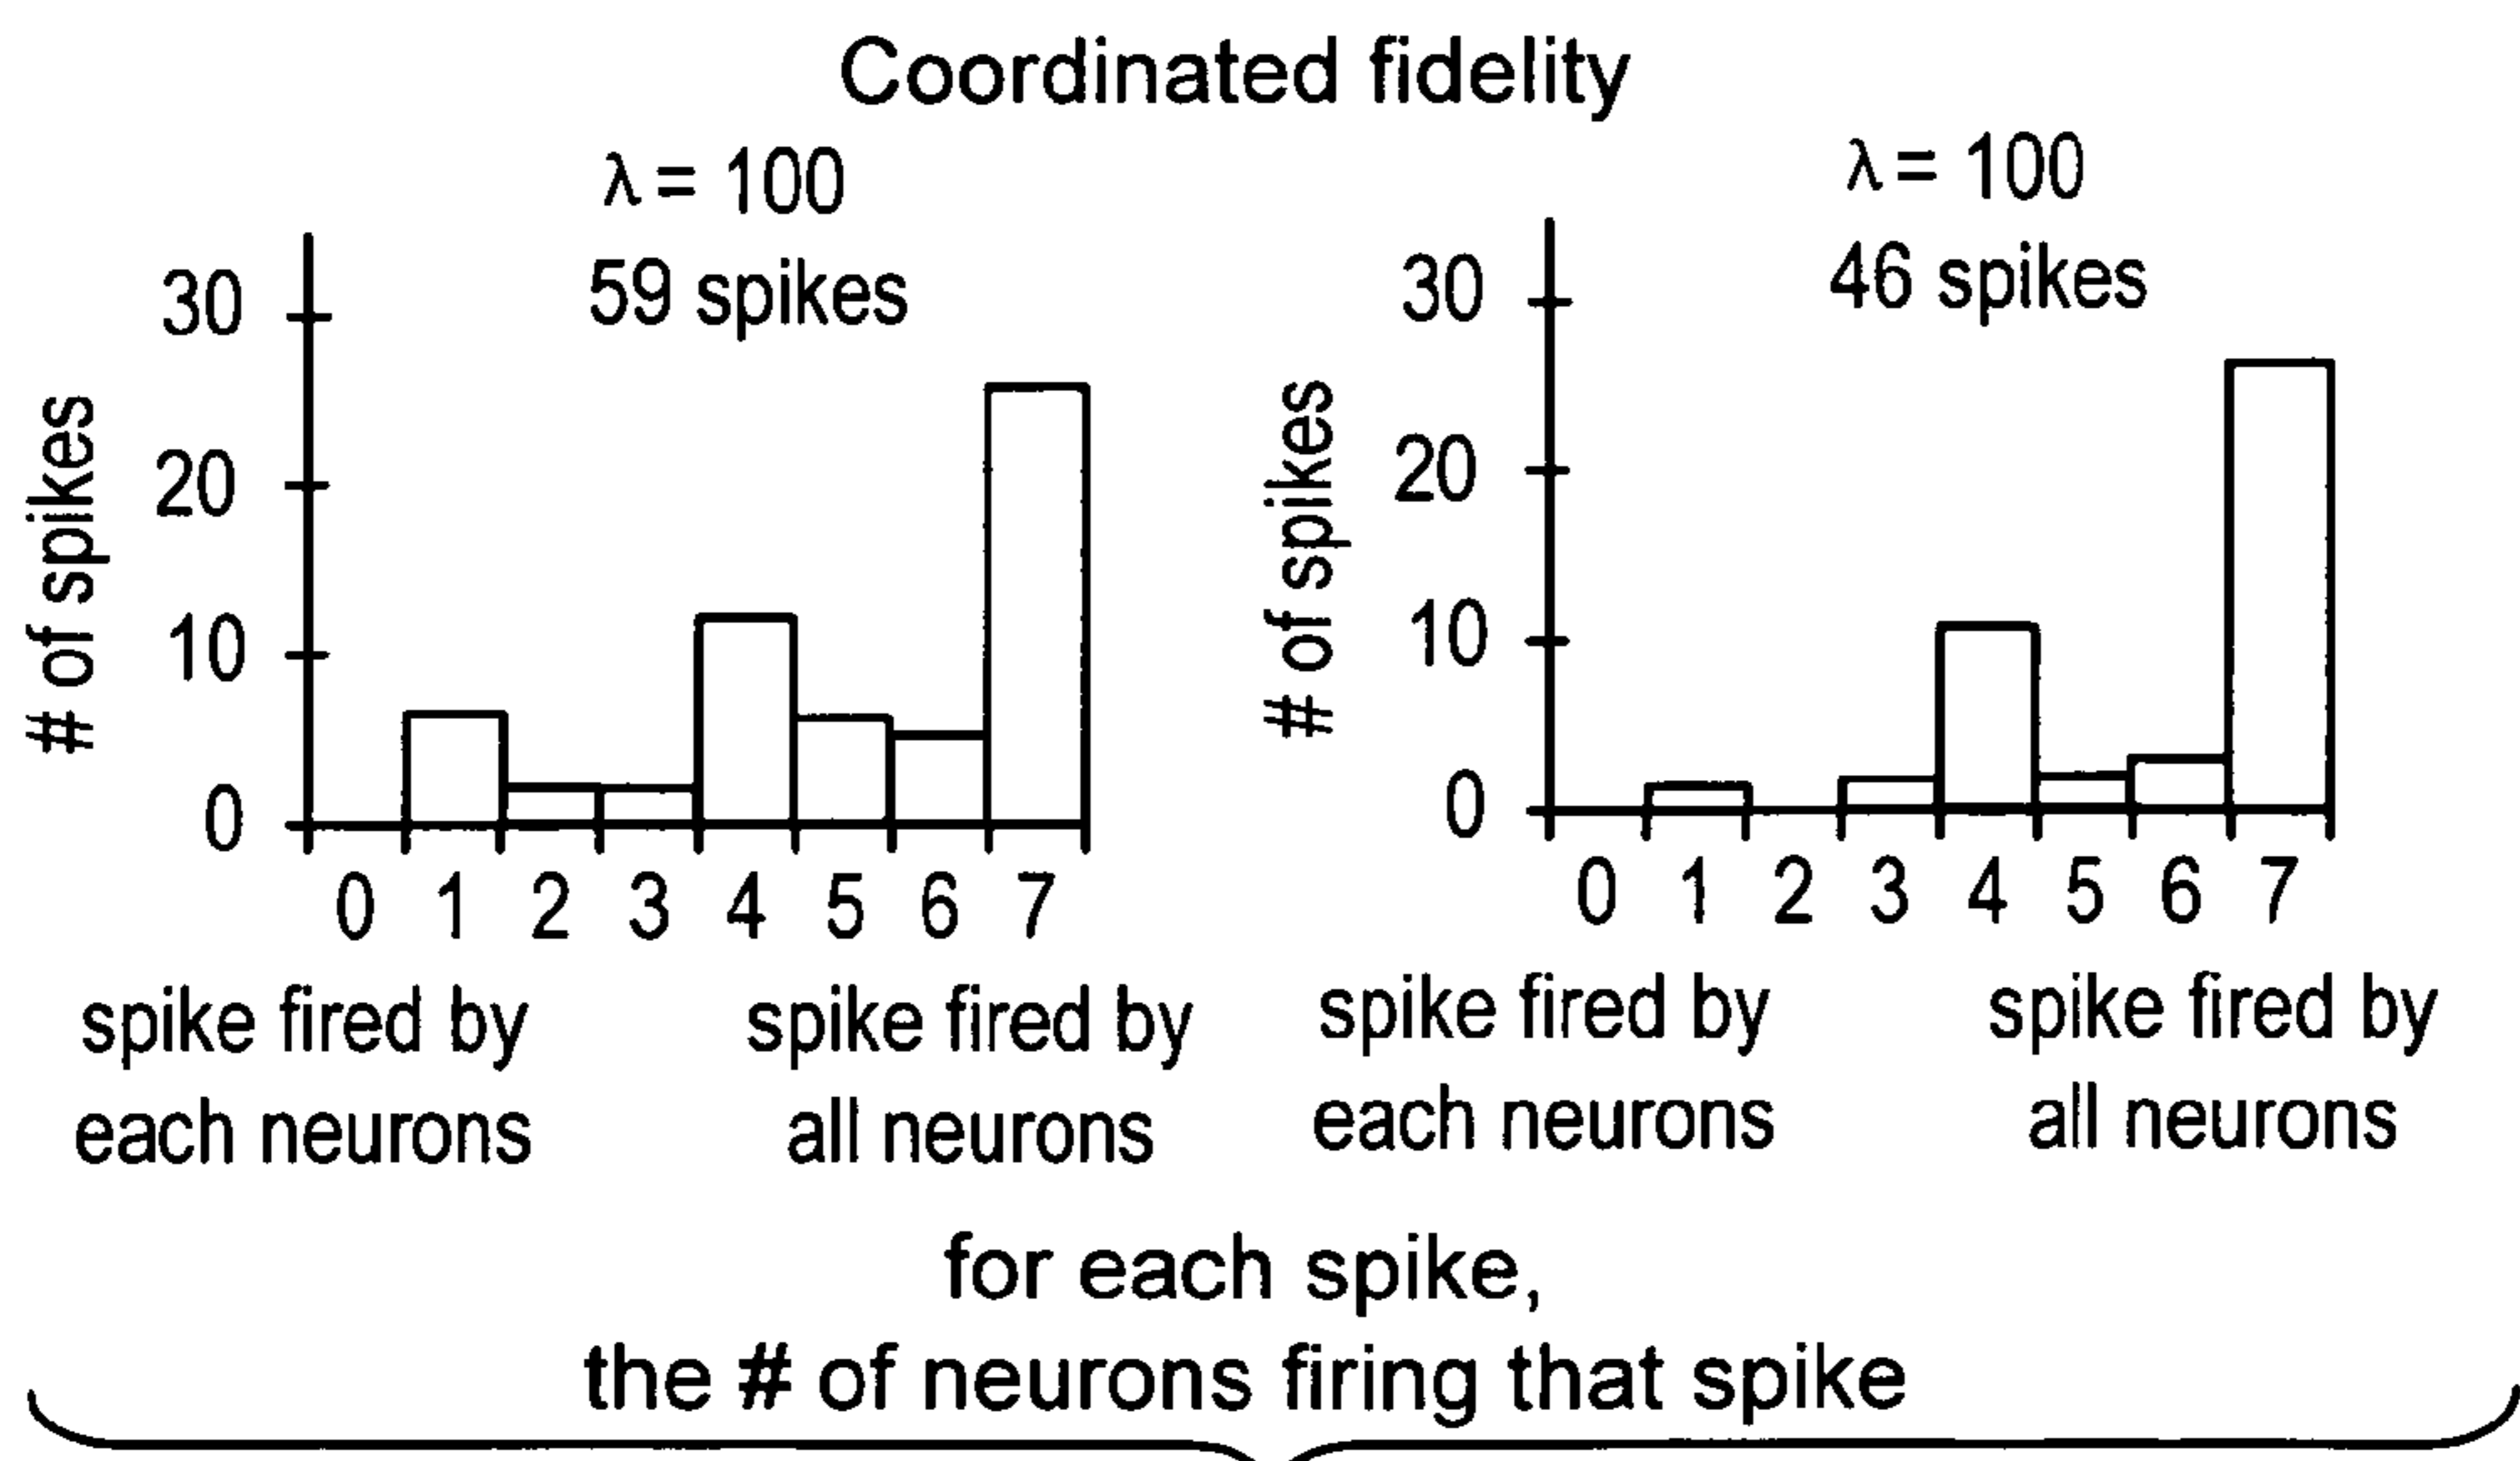 Coordinated fidelity
λ = 100
59 spikes
# of spikes
30
20
10
0
0 1 2 3 4 5 6 7
spike fired by
each neurons
spike fired by
all neurons
λ = 100
46 spikes
# of spikes
30
20
10
0
0 1 2 3 4 5 6 7
spike fired by
each neurons
spike fired by
all neurons
for each spike,
the # of neurons firing that spike